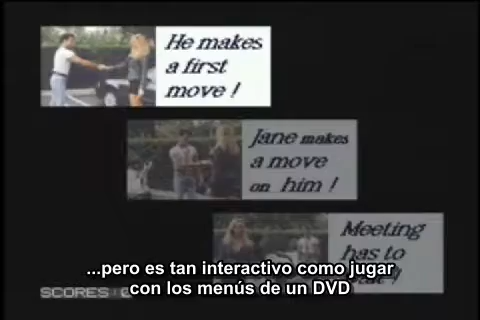 He makes
a first
move !
Jane makes
a move
on him !
Meeting
has to
...pero es tan interactivo como jugar
con los menús de un DVD
SCORES